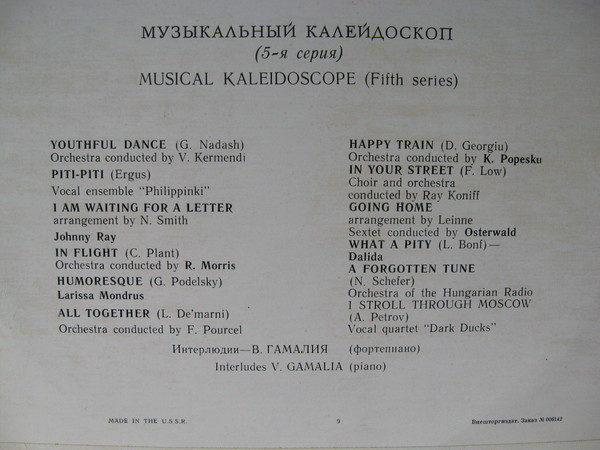 МУЗЫКАЛЬНЫЙ КАЛЕЙДОСКОП
(5-я серия)
MUSICAL KALEIDOSCOPE (Fifth series)
YOUTHFUL DANCE (G. Nadash)
Orchestra conducted by V. Kermendi
PITI-PITI (Ergus)
Vocal ensemble "Philippinki"
I AM WAITING FOR A LETTER
arrangement by N. Smith
Johnny Ray
IN FLIGHT (C. Plant)
Orchestra conducted by R. Morris
HUMORESQUE (G. Podelsky)
Larissa Mondrus
ALL TOGETHER (L. De'marni)
Orchestra conducted by F. Pourcel
HAPPY TRAIN (D. Georgiu)
Orchestra conducted by K. Popesku
IN YOUR STREET (F. Low)
Choir and orchestra
conducted by Ray Koniff
GOING HOME
arrangement by Leinne
Sextet conducted by Osterwald
WHAT A PITY (L. Bonf)—
Dalida
A FORGOTTEN TUNE
(N. Schefer)
Orchestra of the Hungarian Radio
I STROLL THROUGH MOSCOW
(A. Petrov)
Vocal quartet "Dark Ducks"
Интерлюдии—В. ГАМАЛИЯ (фортепиано)
Interludes V. GAMALIA (piano)
MADE IN THE U.S.S.R. 9 Внешторгиздат. Заказ № 006142